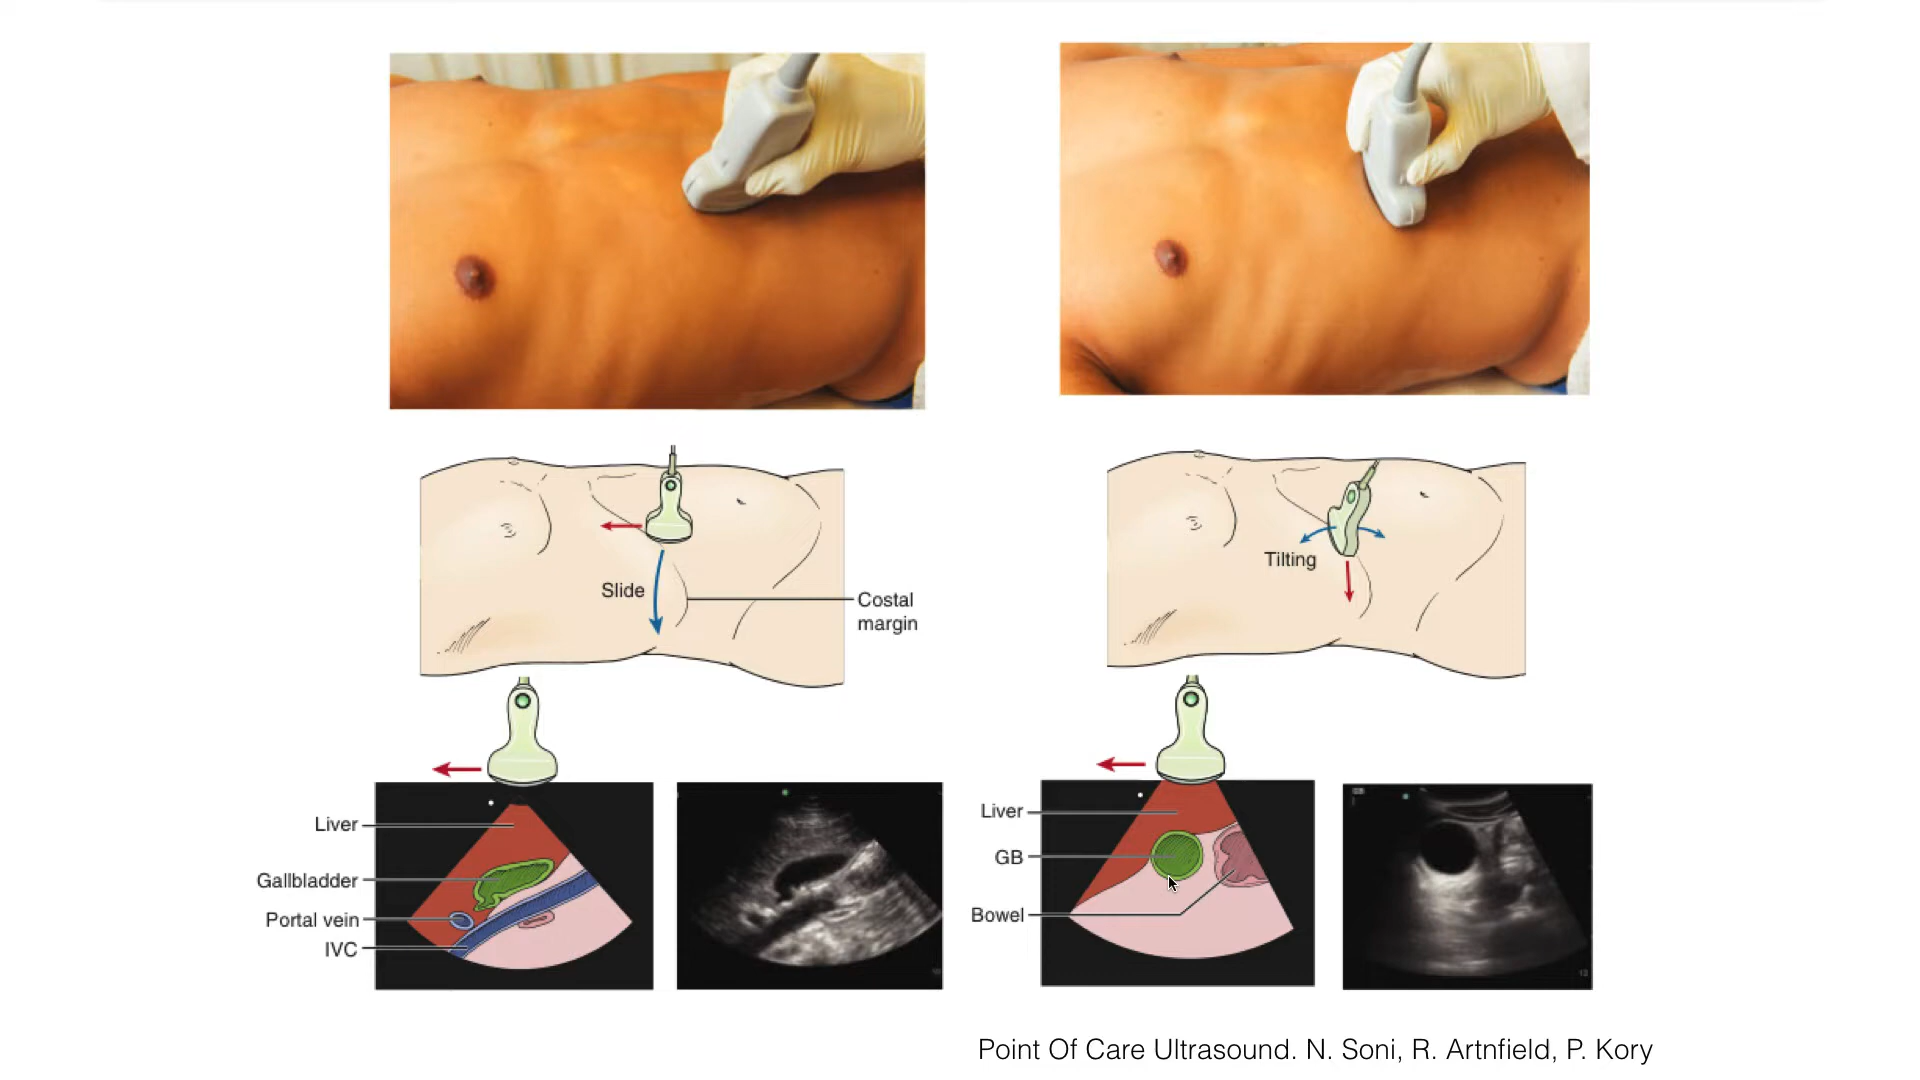 Slide
Costal
margin
Tilting
Liver
Gallbladder
Portal vein
IVC
Liver
GB
Bowel
Point Of Care Ultrasound. N. Soni, R. Artnfield, P. Kory